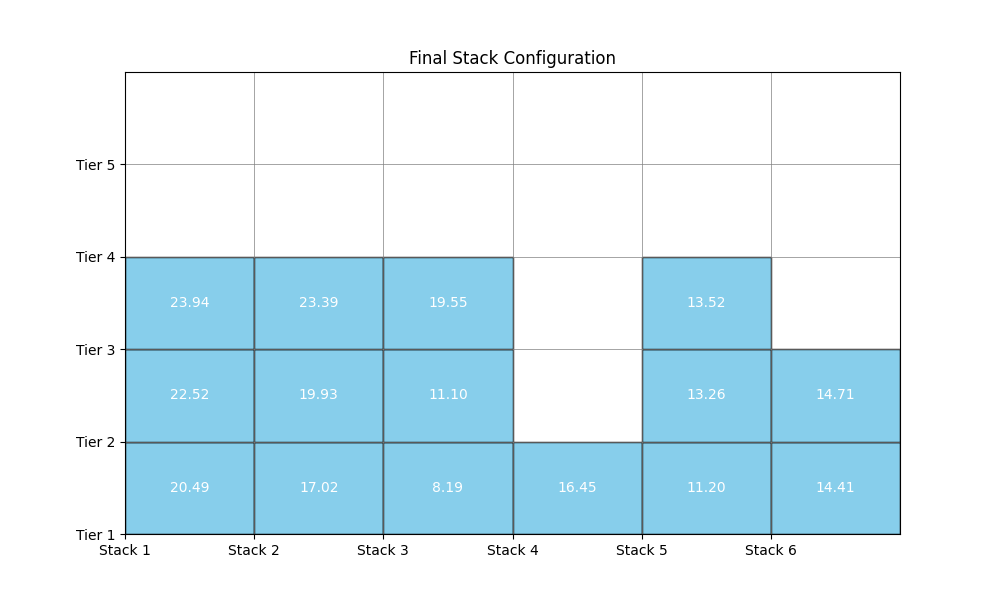 Final Stack Configuration
Tier 5
Tier 4
23.94 23.39 19.55 13.52
Tier 3
22.52 19.93 11.10 13.26 14.71
Tier 2
20.49 17.02 8.19 16.45 11.20 14.41
Tier 1
Stack 1 Stack 2 Stack 3 Stack 4 Stack 5 Stack 6